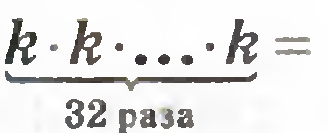 k · k · ... · k =
32 раза